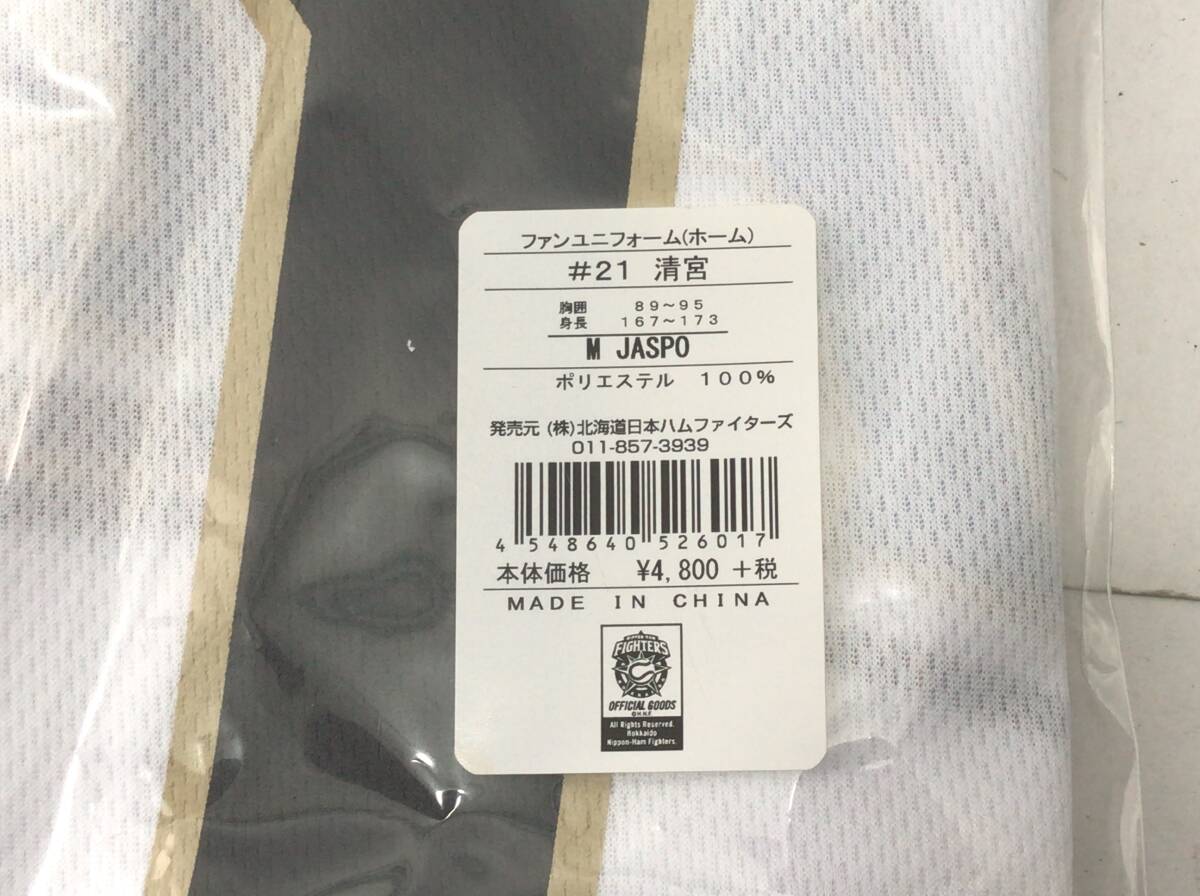 ファンユニフォーム(ホーム)
#21 清宮
胸囲 89～95
身長 167～173
M JASPO
ポリエステル 100%
発売元 (株)北海道日本ハムファイターズ
011-857-3939
4 548640 526017
本体価格 ¥4,800 +税
MADE IN CHINA
NIPPON-HAM
FIGHTERS
OFFICIAL GOODS
©H.N.F
All Rights Reserved.
Hokkaido
Nippon-Ham Fighters.